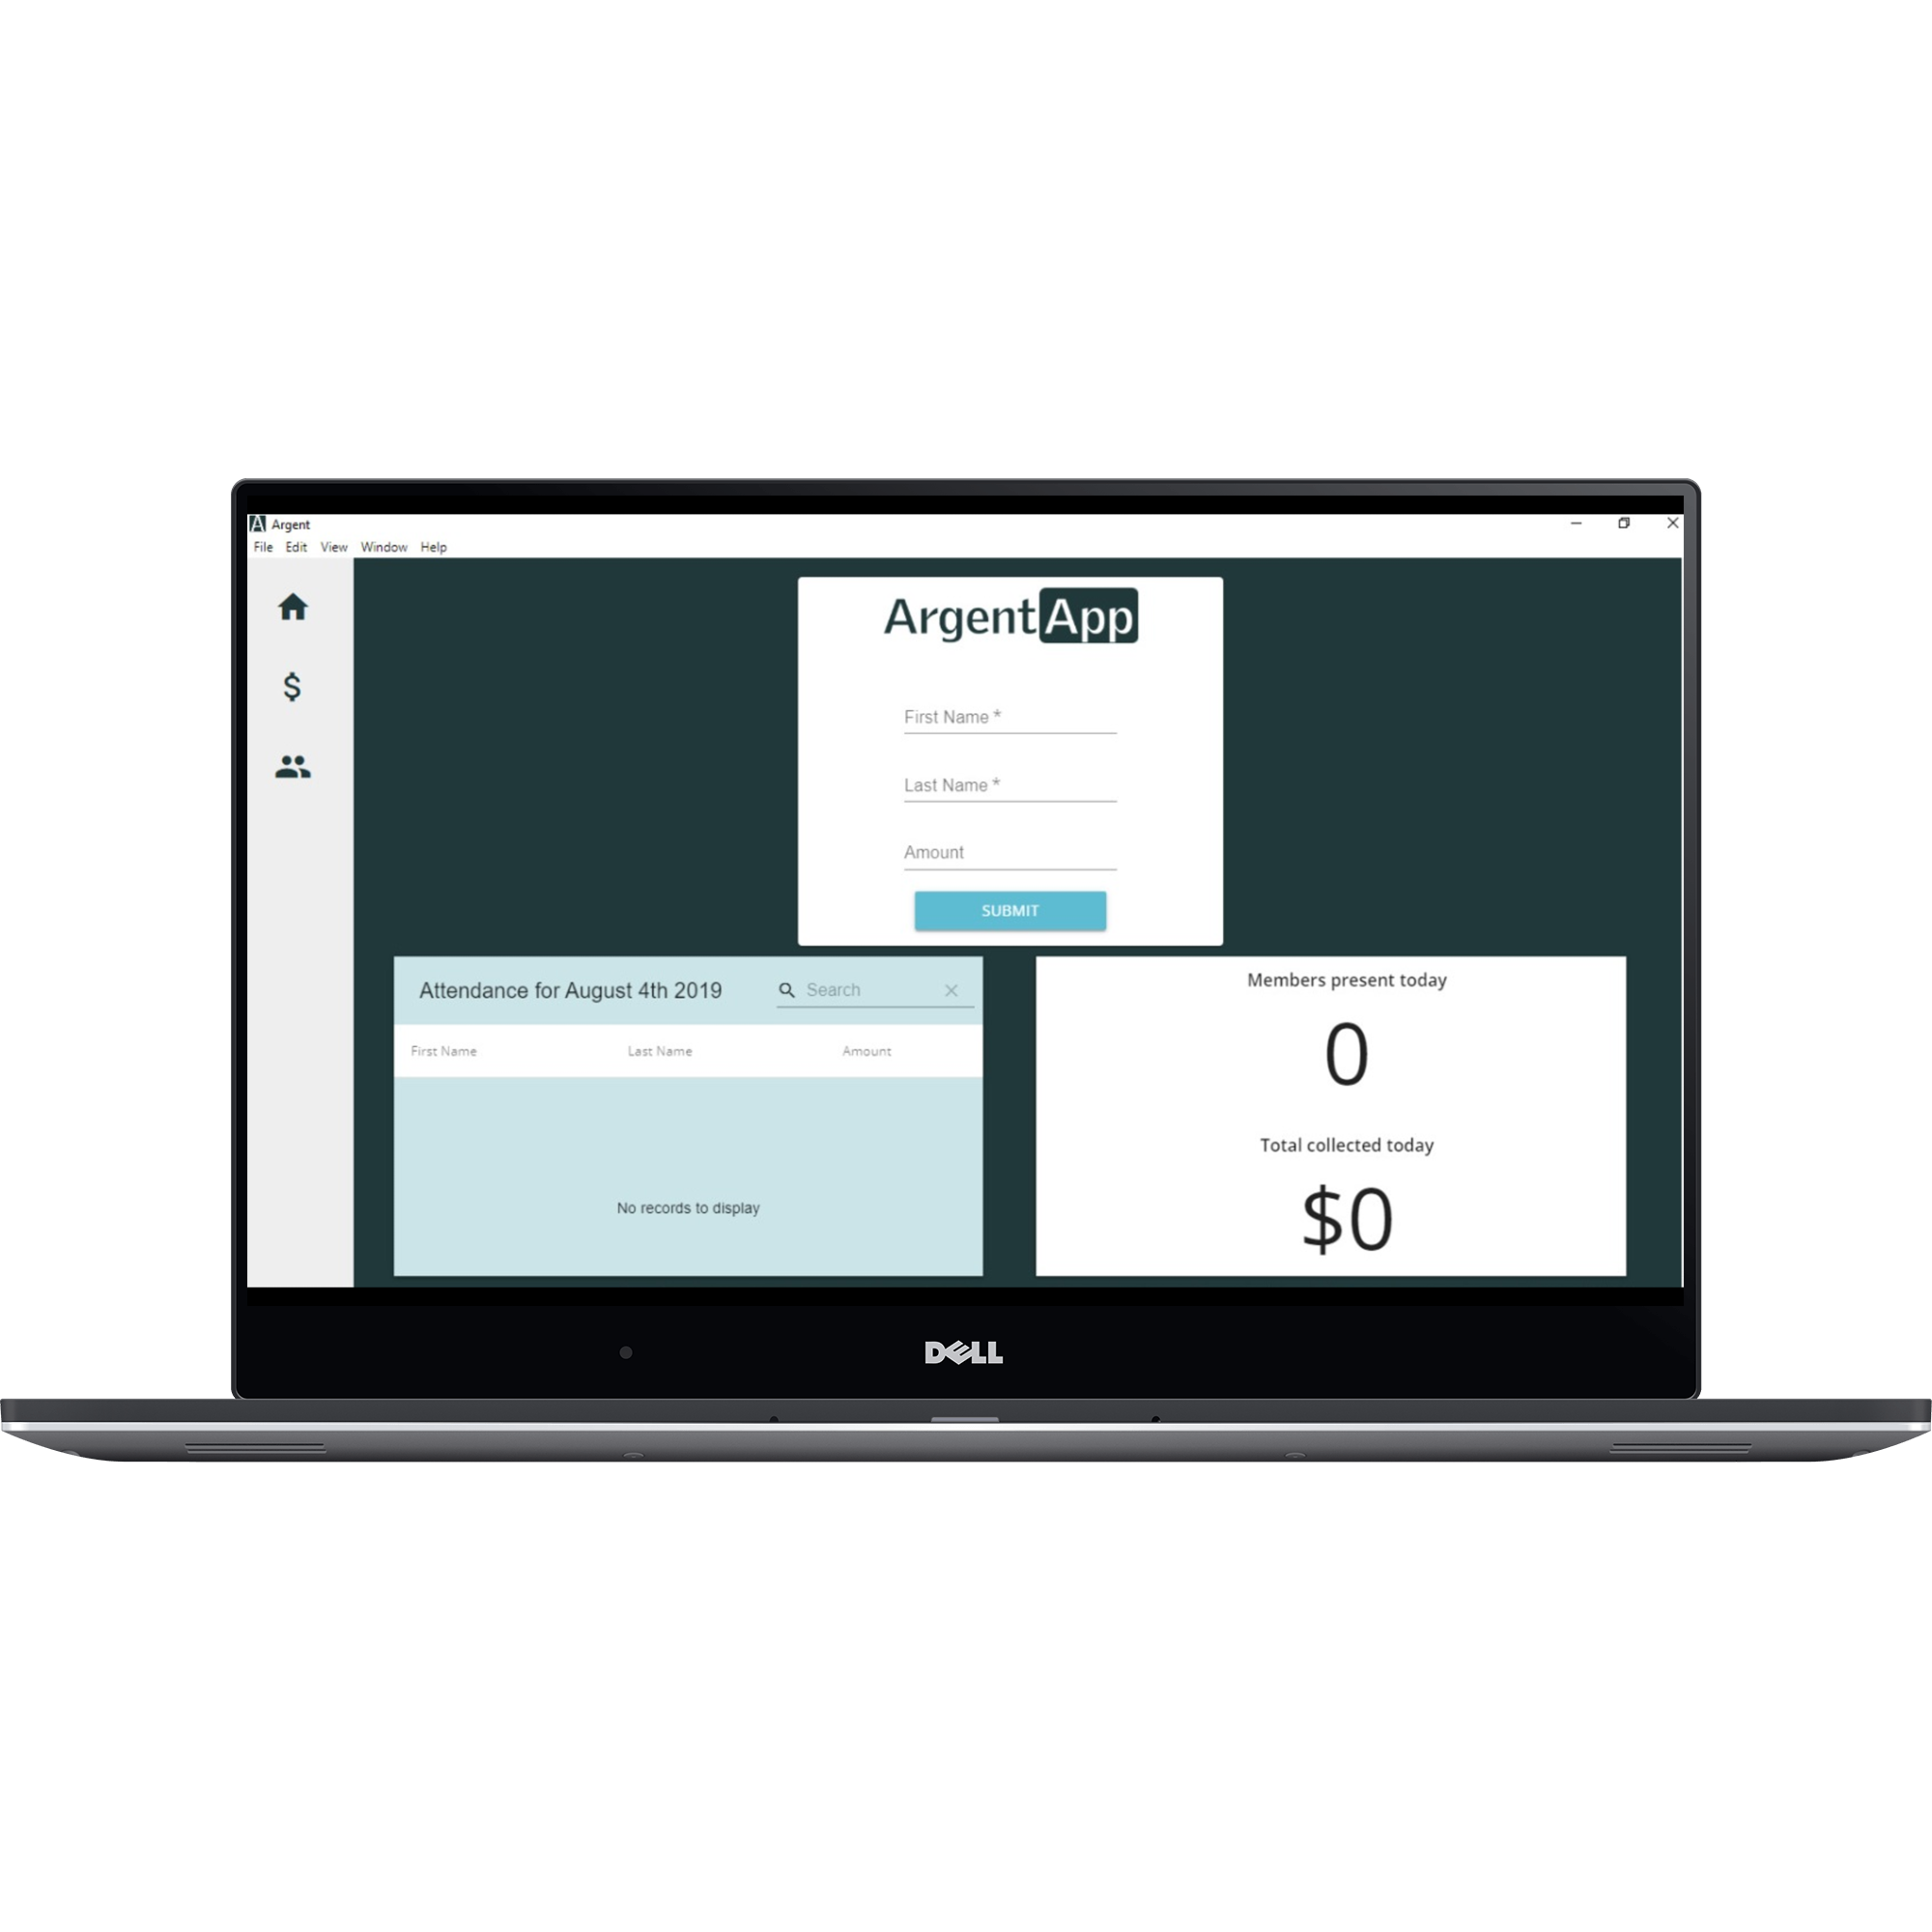 Argent
File Edit View Window Help
ArgentApp
First Name *
Last Name *
Amount
SUBMIT
Attendance for August 4th 2019 Search
First Name Last Name Amount
No records to display
Members present today
0
Total collected today
$0
DELL